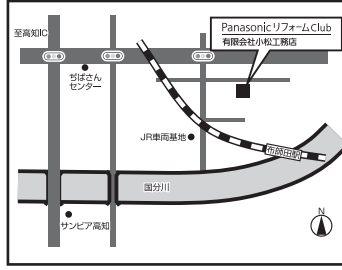 至高知IC
Panasonic リフォームClub
有限会社小松工務店
ぢばさん
センター
JR車両基地
布師田駅
国分川
サンピア高知
N